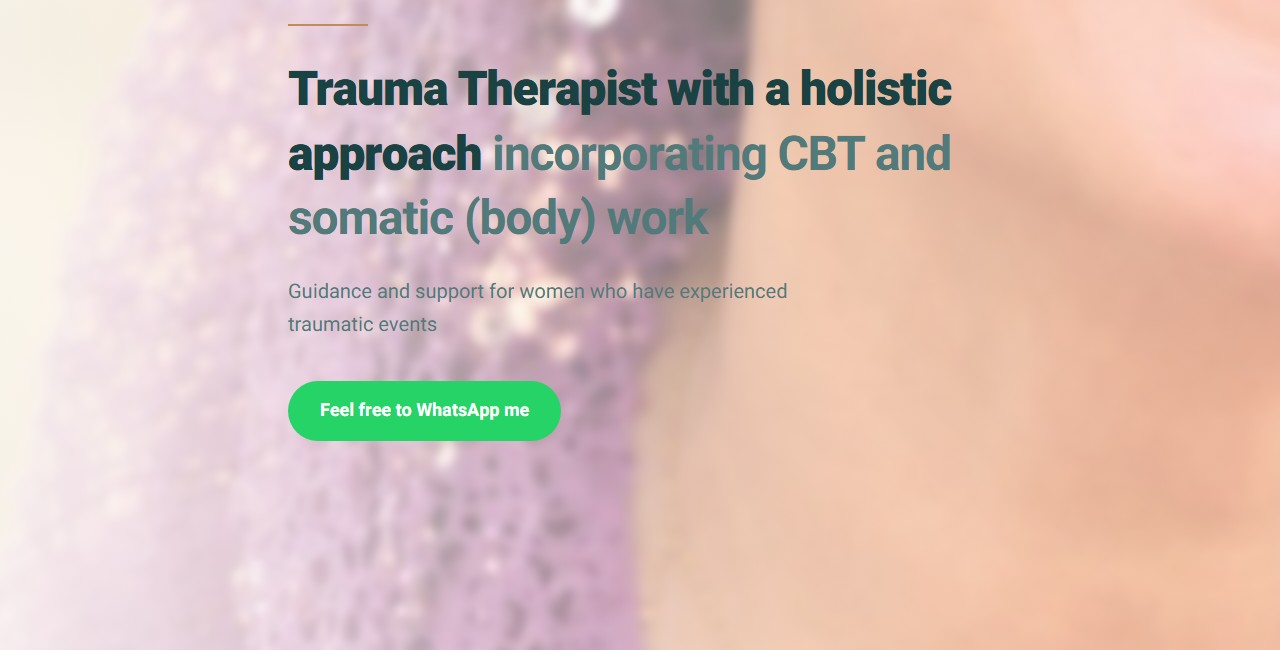 Trauma Therapist with a holistic
approach incorporating CBT and
somatic (body) work
Guidance and support for women who have experienced
traumatic events
Feel free to WhatsApp me